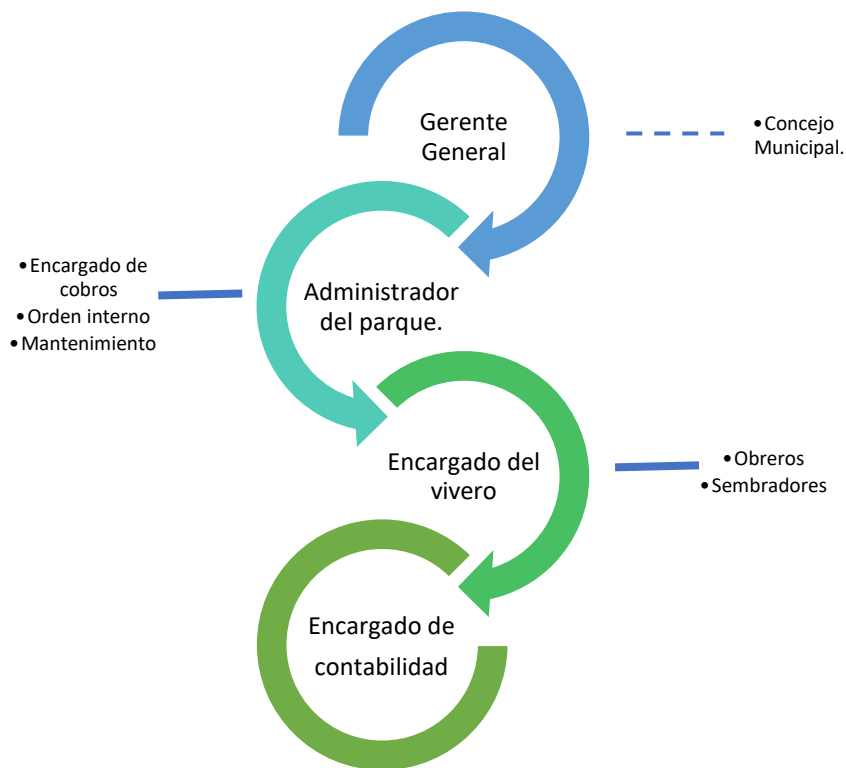 Gerente
General
•Concejo
Municipal.
•Encargado de
cobros
•Orden interno
•Mantenimiento
Administrador
del parque.
Encargado del
vivero
•Obreros
•Sembradores
Encargado de
contabilidad